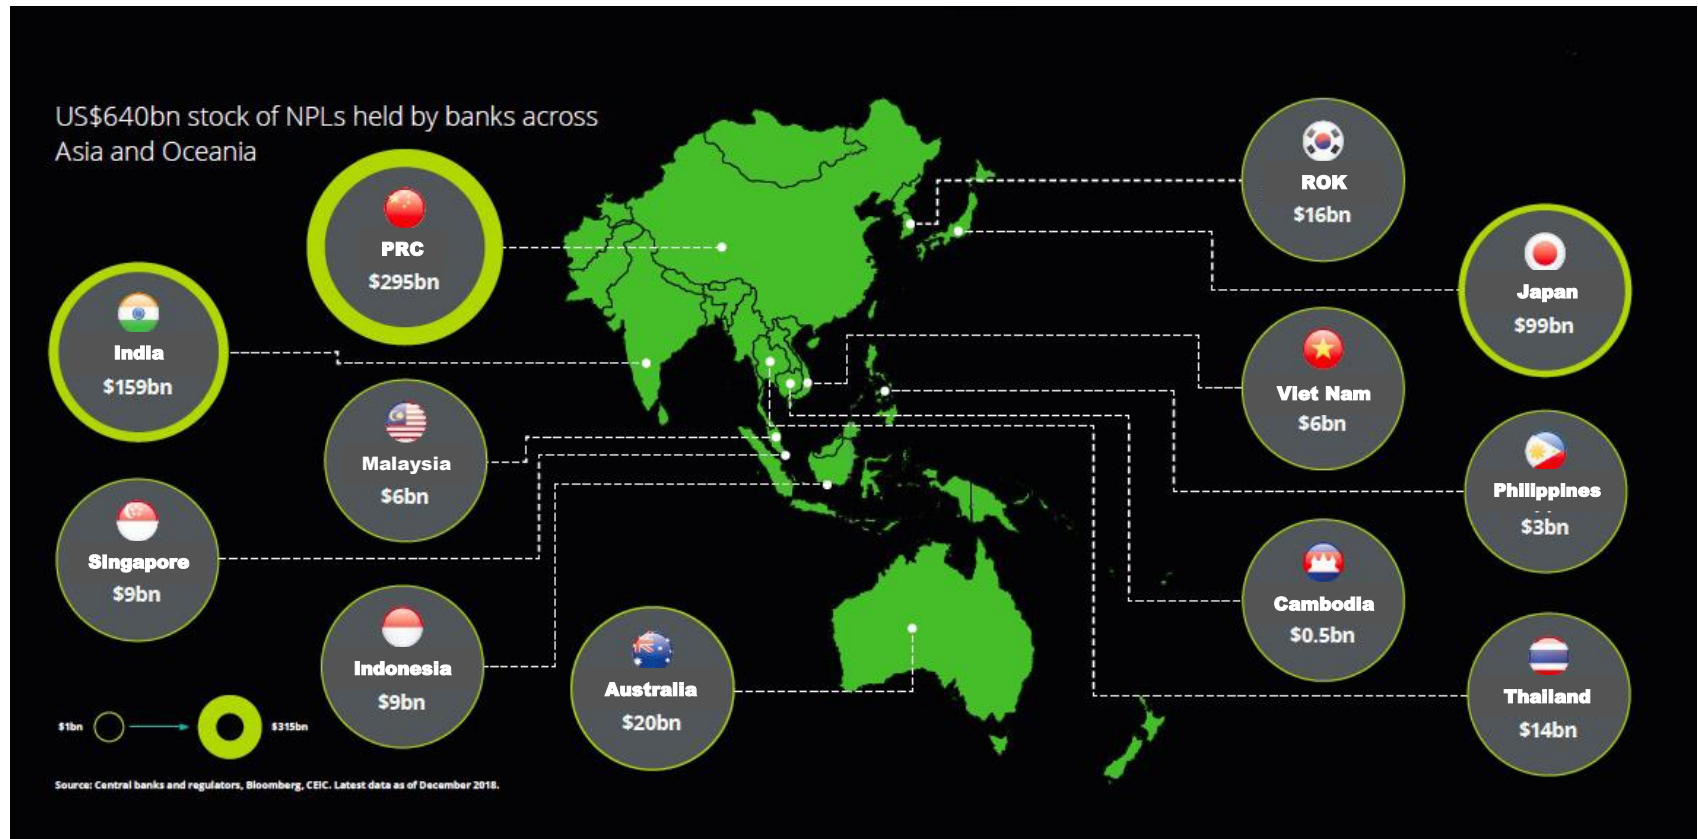 US$640bn stock of NPLs held by banks across
Asia and Oceania
PRC
$295bn
India
$159bn
Malaysia
$6bn
Singapore
$9bn
Indonesia
$9bn
Australia
$20bn
ROK
$16bn
Japan
$99bn
Viet Nam
$6bn
Philippines
$3bn
Cambodia
$0.5bn
Thailand
$14bn
$1bn
$315bn
Source: Central banks and regulators, Bloomberg, CEIC. Latest data as of December 2018.